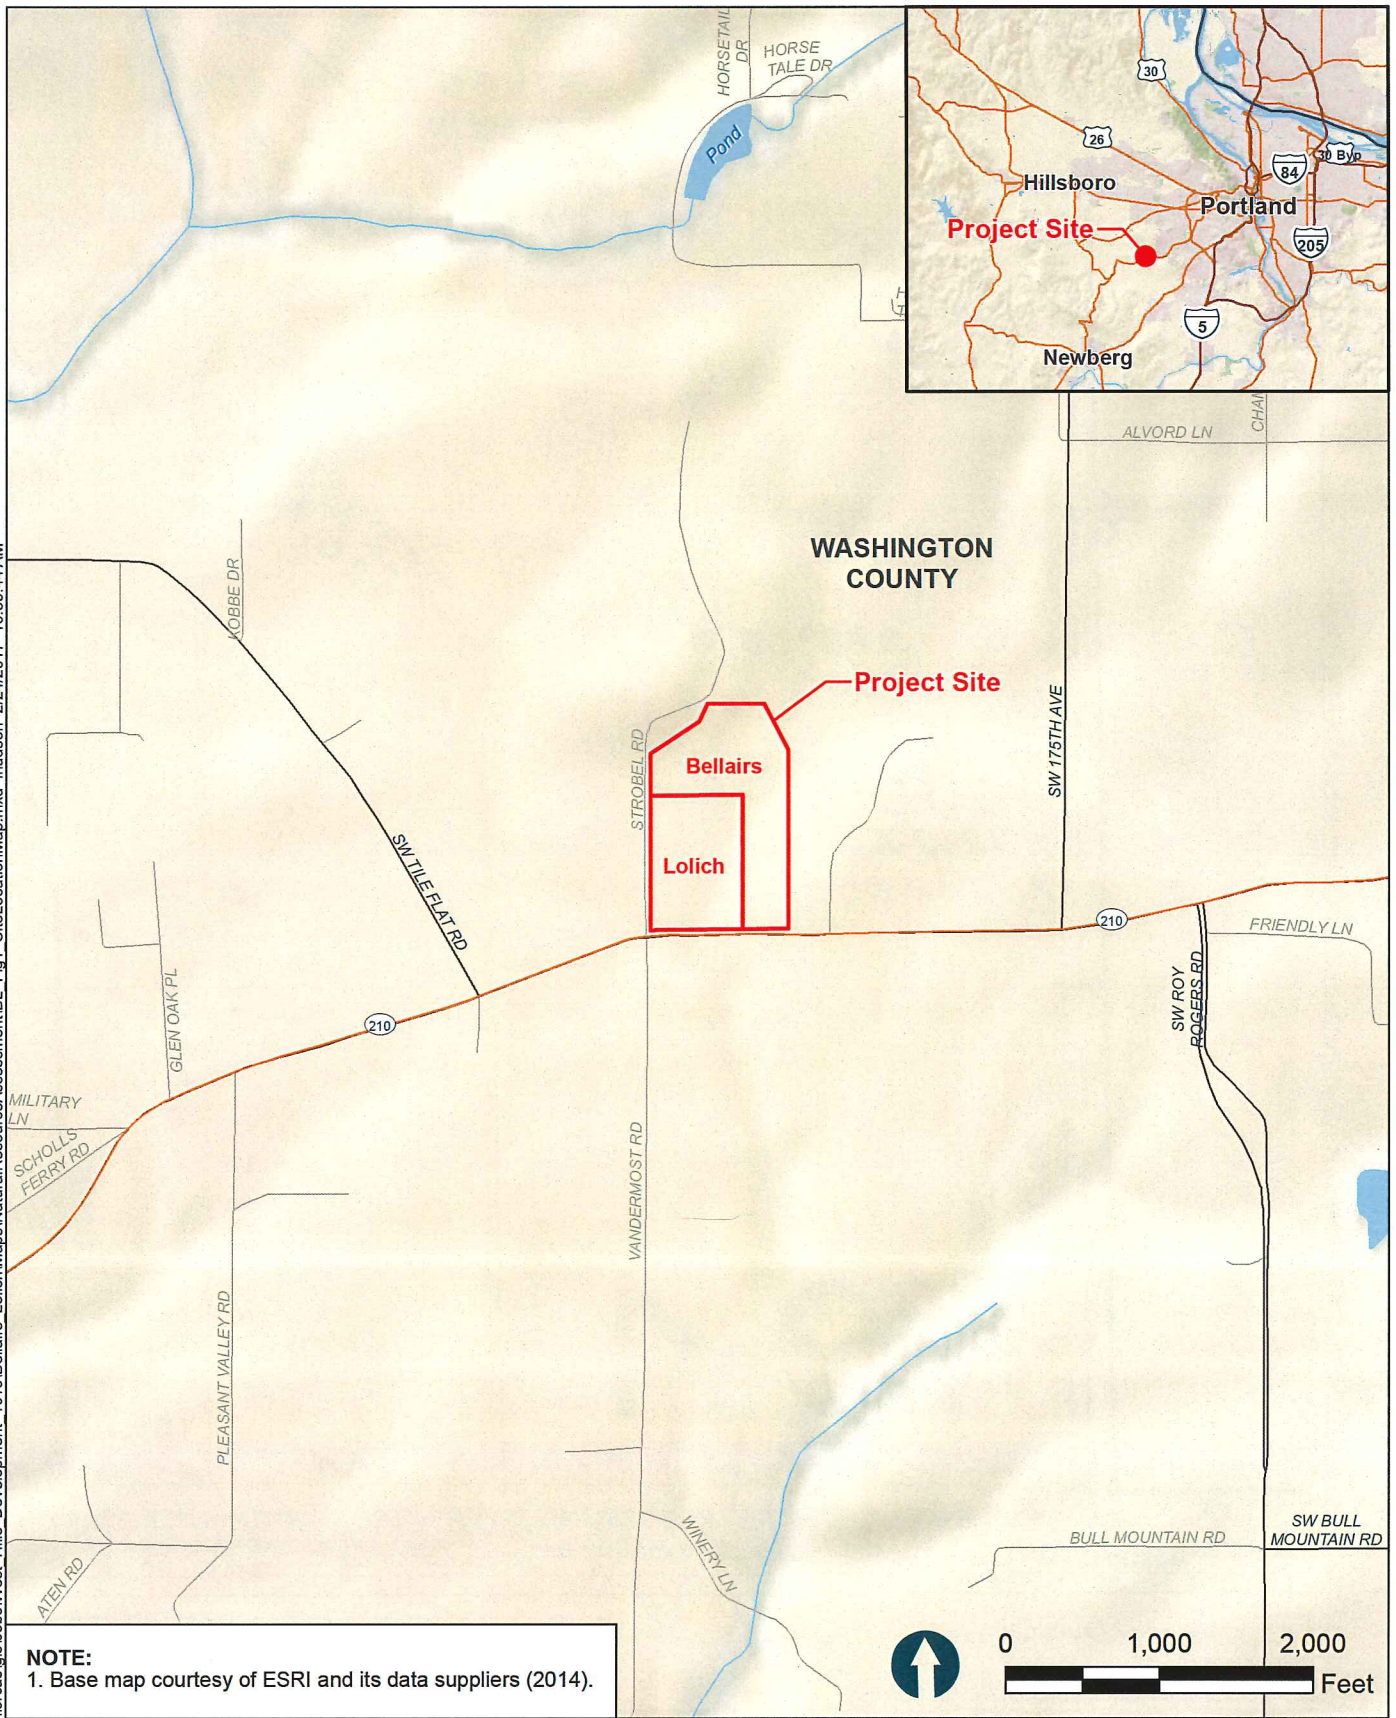 HORSETAIL
DR
HORSE
TALE DR
Pond
30
26
30 Byp
84
Hillsboro
Portland
Project Site
205
5
Newberg
ALVORD LN
WASHINGTON
COUNTY
KOBBE DR
Project Site
SW 175TH AVE
STROBEL RD
Bellairs
Lolich
SW TILE FLAT RD
210
FRIENDLY LN
SW ROY
ROGERS RD
GLEN OAK PL
210
MILITARY
LN
SCHOLLS
FERRY RD
VANDERMOST RD
PLEASANT VALLEY RD
WINERY LN
BULL MOUNTAIN RD
SW BULL
MOUNTAIN RD
ATEN RD
NOTE:
1. Base map courtesy of ESRI and its data suppliers (2014).
0 1,000 2,000
Feet